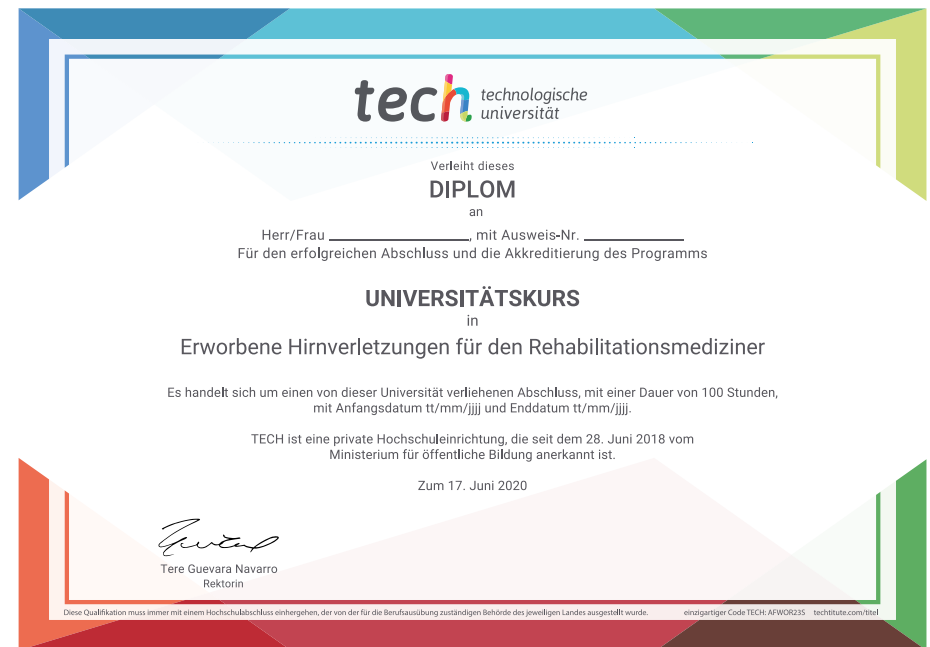 tech technologische
universität
Verleiht dieses
DIPLOM
an
Herr/Frau ____________, mit Ausweis-Nr. ____________
Für den erfolgreichen Abschluss und die Akkreditierung des Programms
UNIVERSITÄTSKURS
in
Erworbene Hirnverletzungen für den Rehabilitationsmediziner
Es handelt sich um einen von dieser Universität verliehenen Abschluss, mit einer Dauer von 100 Stunden,
mit Anfangsdatum tt/mm/jjjj und Enddatum tt/mm/jjjj.
TECH ist eine private Hochschuleinrichtung, die seit dem 28. Juni 2018 vom
Ministerium für öffentliche Bildung anerkannt ist.
Zum 17. Juni 2020
Tere Guevara Navarro
Rektorin
Diese Qualifikation muss immer mit einem Hochschulabschluss einhergehen, der von der für die Berufsausübung zuständigen Behörde des jeweiligen Landes ausgestellt wurde. einzigartiger Code TECH: AFWOR23S techtitute.com/titel